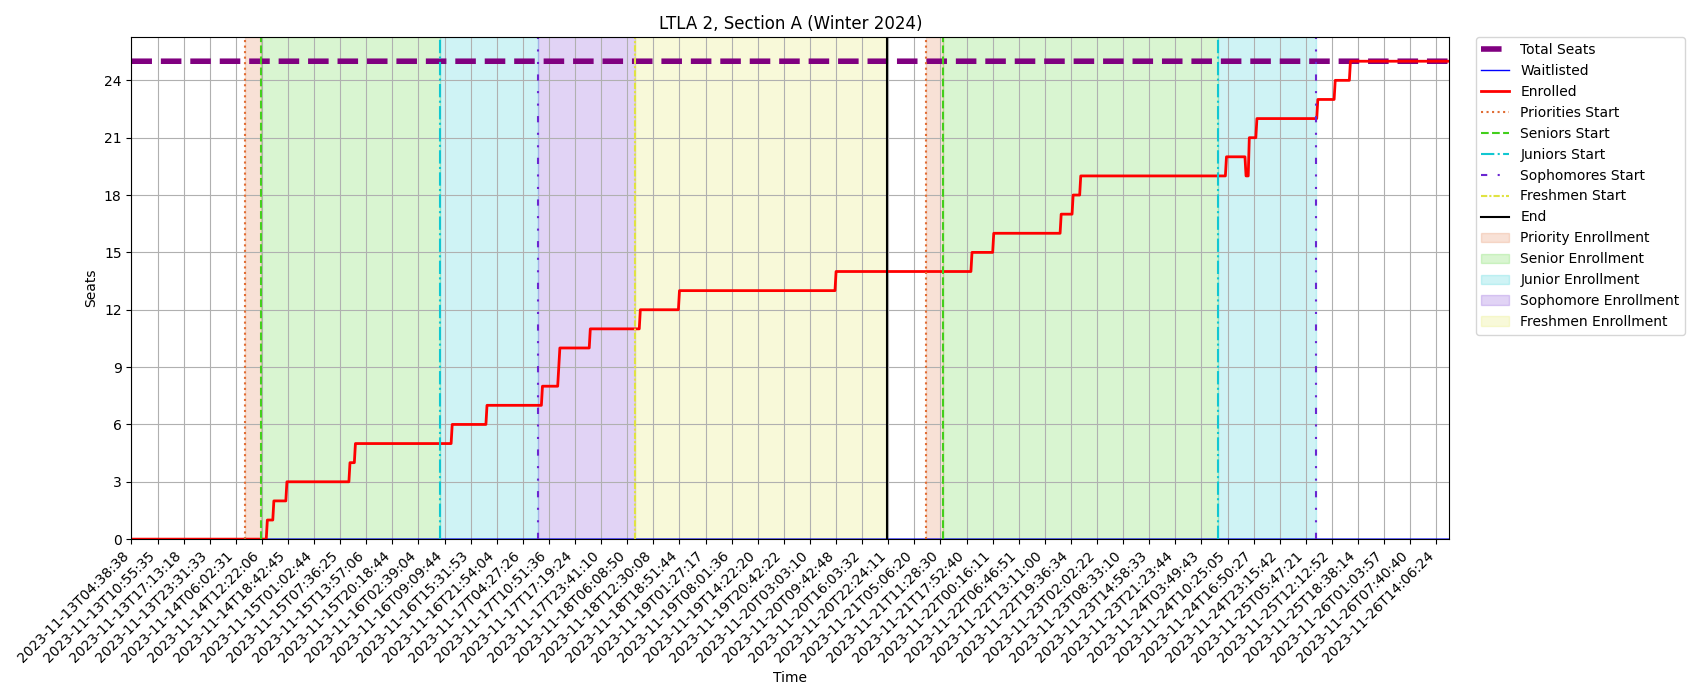 LTLA 2, Section A (Winter 2024)
Seats
24
21
18
15
12
9
6
3
0
2023-11-13T04:38:38
2023-11-13T10:55:35
2023-11-13T17:13:18
2023-11-13T23:31:33
2023-11-14T06:02:31
2023-11-14T12:22:06
2023-11-14T18:42:45
2023-11-15T01:02:44
2023-11-15T07:36:25
2023-11-15T13:57:06
2023-11-15T20:18:44
2023-11-16T02:39:04
2023-11-16T09:09:44
2023-11-16T15:31:53
2023-11-16T21:54:04
2023-11-17T04:27:26
2023-11-17T10:51:36
2023-11-17T17:19:24
2023-11-17T23:41:10
2023-11-18T06:08:50
2023-11-18T12:30:08
2023-11-18T18:51:44
2023-11-19T01:27:17
2023-11-19T08:01:36
2023-11-19T14:22:20
2023-11-19T20:42:22
2023-11-20T03:03:10
2023-11-20T09:42:48
2023-11-20T16:03:32
2023-11-20T22:24:11
2023-11-21T05:06:20
2023-11-21T11:28:30
2023-11-21T17:52:40
2023-11-22T00:16:11
2023-11-22T06:46:51
2023-11-22T13:11:00
2023-11-22T19:36:34
2023-11-23T02:02:22
2023-11-23T08:33:10
2023-11-23T14:58:33
2023-11-23T21:23:44
2023-11-24T03:49:43
2023-11-24T10:25:05
2023-11-24T16:50:27
2023-11-24T23:15:42
2023-11-25T05:47:21
2023-11-25T12:12:52
2023-11-25T18:38:14
2023-11-26T01:03:57
2023-11-26T07:40:40
2023-11-26T14:06:24
Time
Total Seats
Waitlisted
Enrolled
Priorities Start
Seniors Start
Juniors Start
Sophomores Start
Freshmen Start
End
Priority Enrollment
Senior Enrollment
Junior Enrollment
Sophomore Enrollment
Freshmen Enrollment